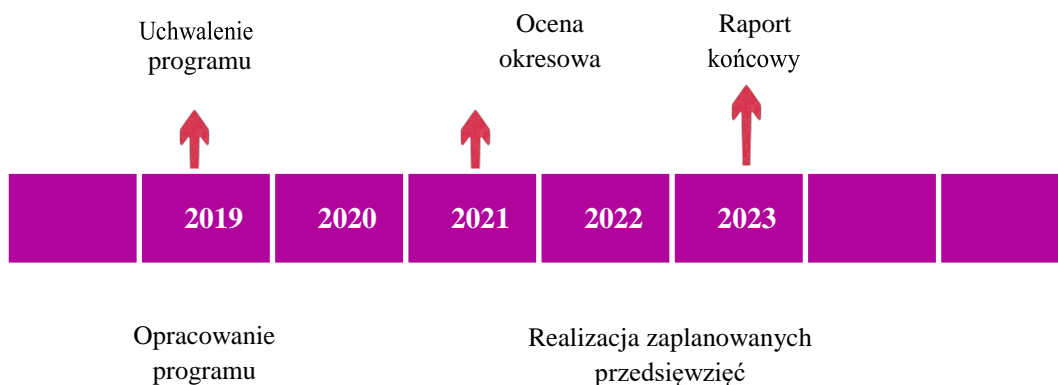 Uchwalenie
programu
Ocena
okresowa
Raport
końcowy
2019 2020 2021 2022 2023
Opracowanie
programu
Realizacja zaplanowanych
przedsięwzięć